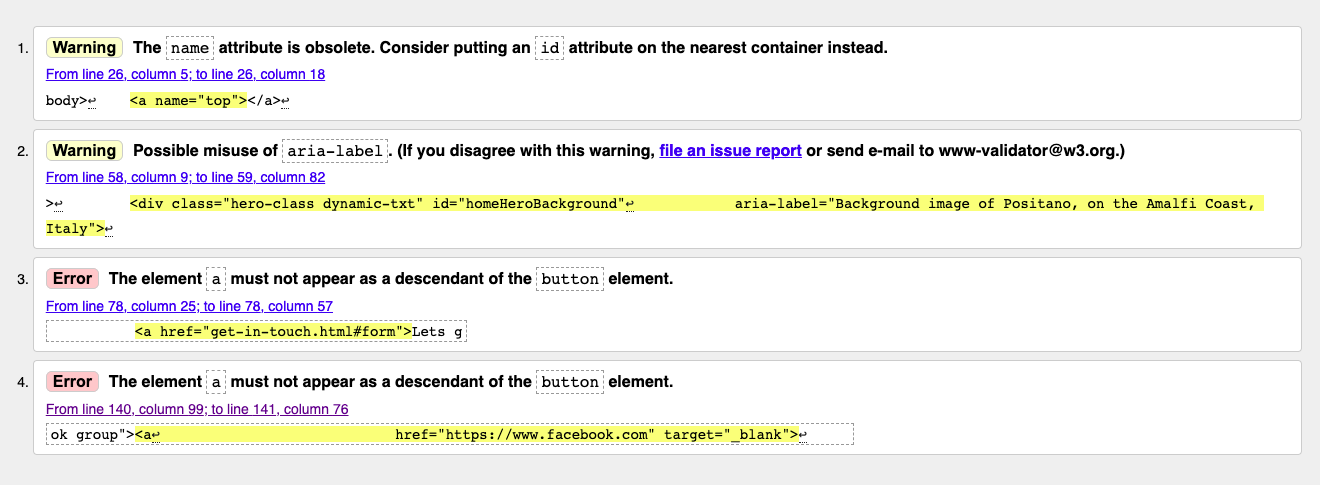 1. Warning The name attribute is obsolete. Consider putting an id attribute on the nearest container instead.
From line 26, column 5; to line 26, column 18
body>↩    <a name="top"></a>↩
2. Warning Possible misuse of aria-label. (If you disagree with this warning, file an issue report or send e-mail to www-validator@w3.org.)
From line 58, column 9; to line 59, column 82
>↩        <div class="hero-class dynamic-txt" id="homeHeroBackground"↩            aria-label="Background image of Positano, on the Amalfi Coast,
Italy">↩
3. Error The element a must not appear as a descendant of the button element.
From line 78, column 25; to line 78, column 57
<a href="get-in-touch.html#form">Lets g
4. Error The element a must not appear as a descendant of the button element.
From line 140, column 99; to line 141, column 76
ok group"><a↩                            href="https://www.facebook.com" target="_blank">↩